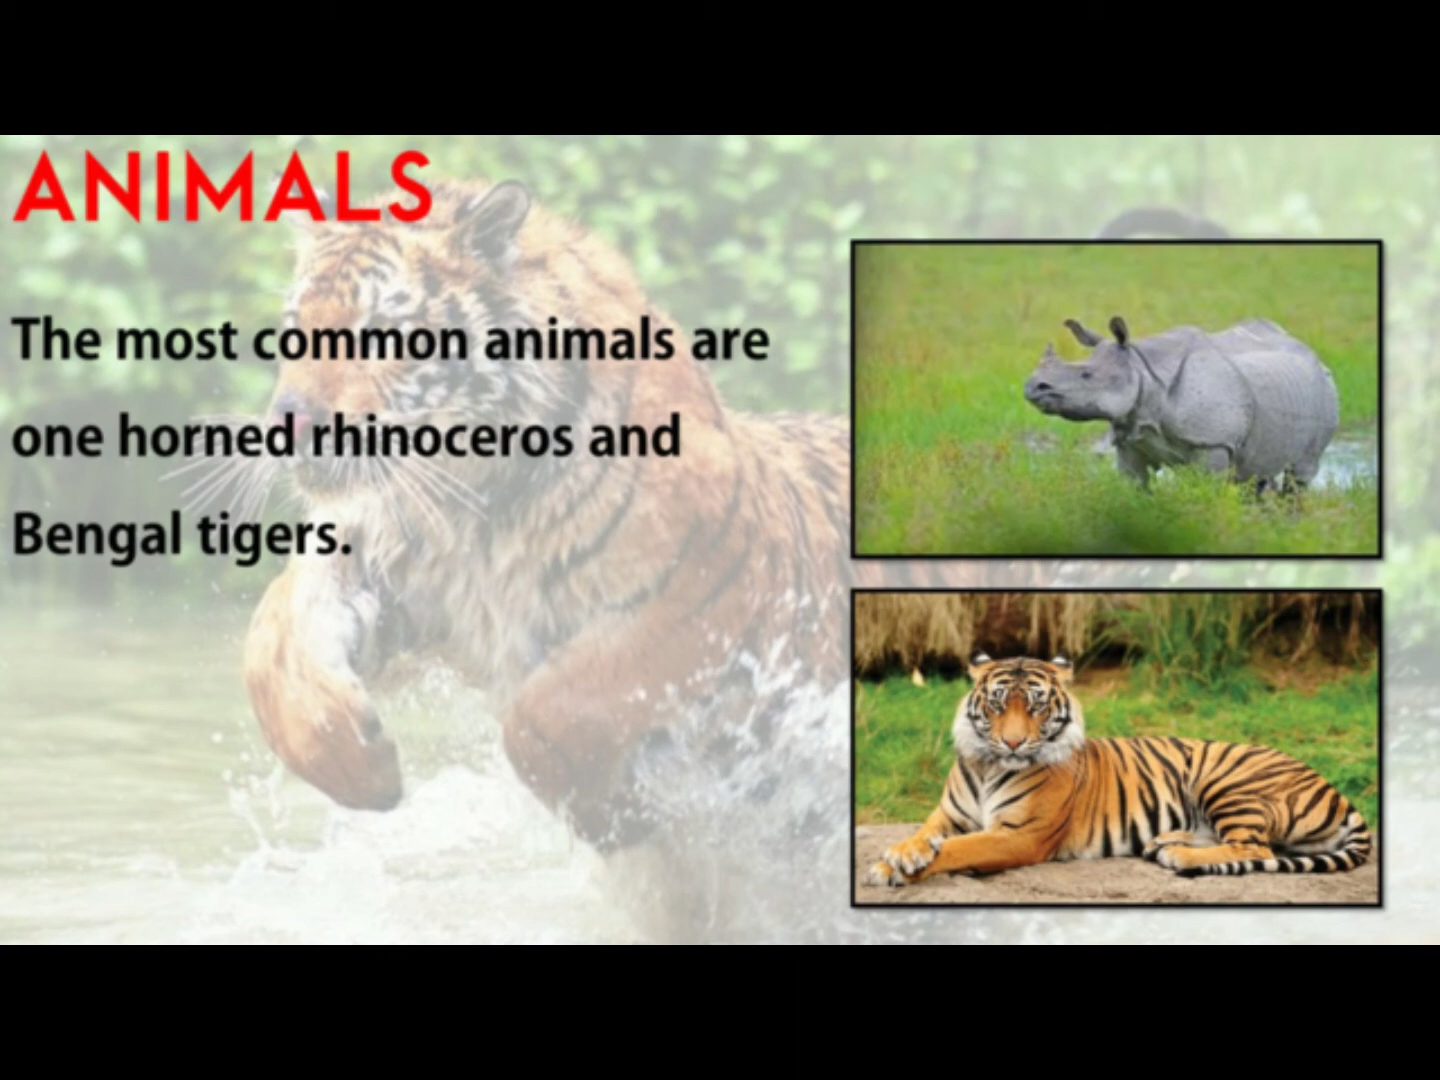 ANIMALS
The most common animals are
one horned rhinoceros and
Bengal tigers.